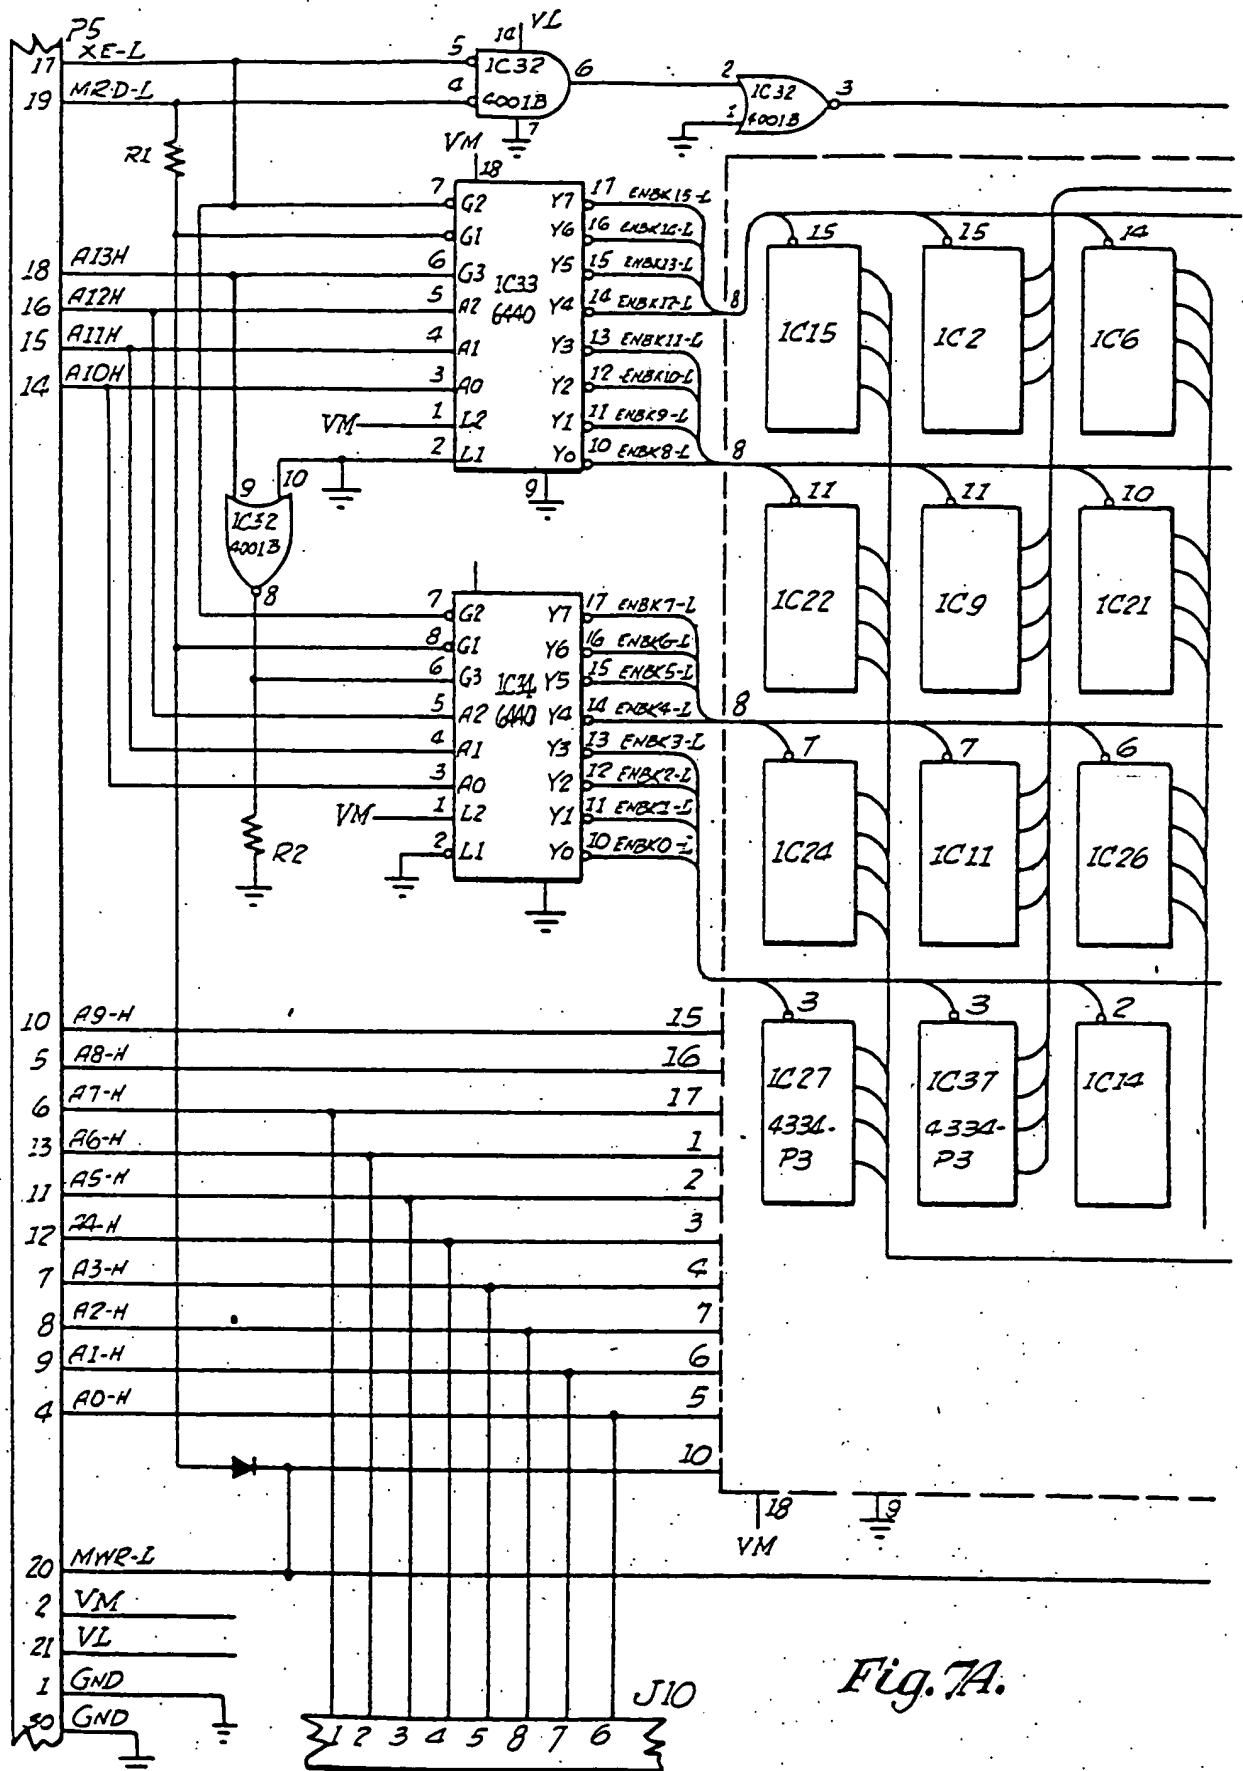 P5
17 XE-L
19 MRD-L
R1
18 A13H
16 A12H
15 A11H
14 A10H
5
4
14 VL
IC32
4001B
7
6
2
1
IC32
4001B
3
VM
18
7 G2
G1
6 G3
5 A2
4 A1
3 A0
VM 1 L2
2 L1
IC33
6440
9
Y7 17 ENBK15-L
Y6 16 ENBK14-L
Y5 15 ENBK13-L
Y4 14 ENBK12-L
Y3 13 ENBK11-L
Y2 12 ENBK10-L
Y1 11 ENBK9-L
Y0 10 ENBK8-L
8
8
9 10
IC32
4001B
8
R2
7 G2
8 G1
6 G3
5 A2
4 A1
3 A0
VM 1 L2
2 L1
IC34
6440
Y7 17 ENBK7-L
Y6 16 ENBK6-L
Y5 15 ENBK5-L
Y4 14 ENBK4-L
Y3 13 ENBK3-L
Y2 12 ENBK2-L
Y1 11 ENBK1-L
Y0 10 ENBK0-L
8
15 15 14
IC15 IC2 IC6
11 11 10
IC22 IC9 IC21
7 7 6
IC24 IC11 IC26
3 3 2
IC27 IC37 IC14
4334-P3 4334-P3
10 A9-H 15
5 A8-H 16
6 A7-H 17
13 A6-H 1
11 A5-H 2
12 A4-H 3
7 A3-H 4
8 A2-H 7
9 A1-H 6
4 A0-H 5
10
18
VM
9
20 MWR-L
2 VM
21 VL
1 GND
30 GND
J10
1 2 3 4 5 8 7 6
Fig. 7A.